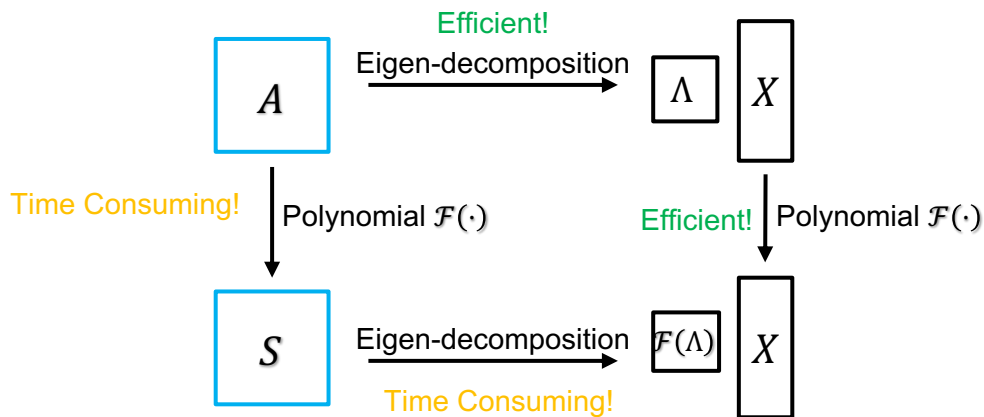 Efficient!
Eigen-decomposition
A
Λ
X
Time Consuming!
Polynomial ℱ(·)
Efficient!
Polynomial ℱ(·)
S
Eigen-decomposition
ℱ(Λ)
X
Time Consuming!